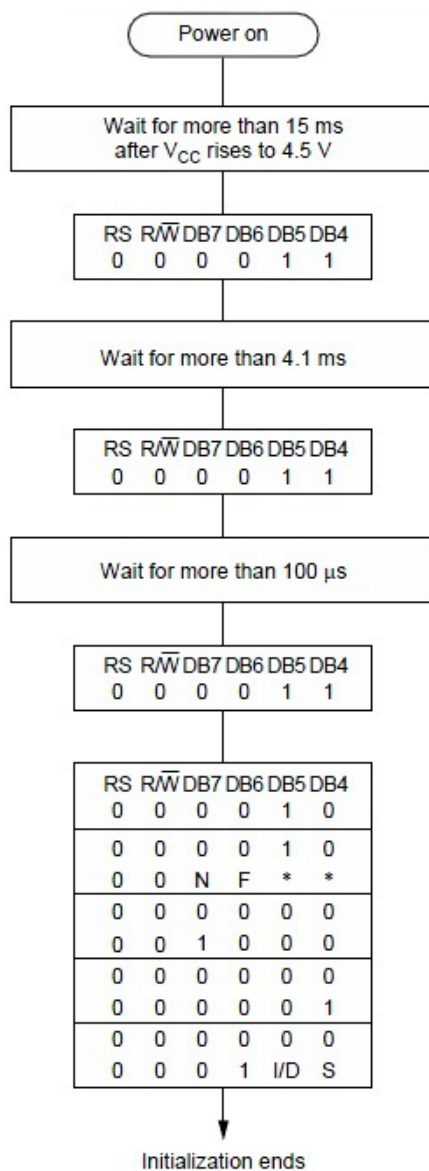 Power on
Wait for more than 15 ms
after VCC rises to 4.5 V
RS R/W̅ DB7 DB6 DB5 DB4
0 0 0 0 1 1
Wait for more than 4.1 ms
RS R/W̅ DB7 DB6 DB5 DB4
0 0 0 0 1 1
Wait for more than 100 μs
RS R/W̅ DB7 DB6 DB5 DB4
0 0 0 0 1 1
RS R/W̅ DB7 DB6 DB5 DB4
0 0 0 0 1 0
0 0 0 0 1 0
0 0 N F * *
0 0 0 0 0 0
0 0 1 0 0 0
0 0 0 0 0 0
0 0 0 0 0 1
0 0 0 0 0 0
0 0 0 1 I/D S
Initialization ends